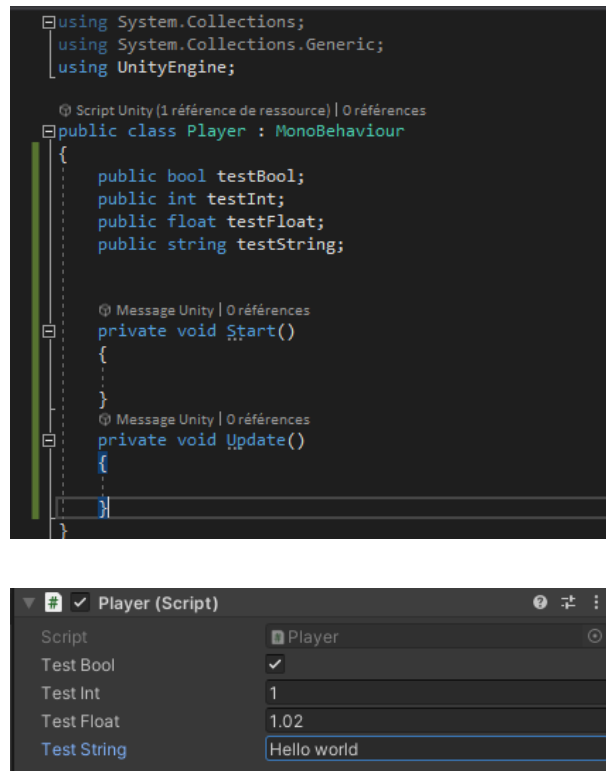 using System.Collections;
using System.Collections.Generic;
using UnityEngine;
Script Unity (1 référence de ressource) | 0 références
public class Player : MonoBehaviour
{
public bool testBool;
public int testInt;
public float testFloat;
public string testString;
Message Unity | 0 références
private void Start()
{
}
Message Unity | 0 références
private void Update()
{
}
}
# Player (Script)
Script # Player
Test Bool
Test Int 1
Test Float 1.02
Test String Hello world